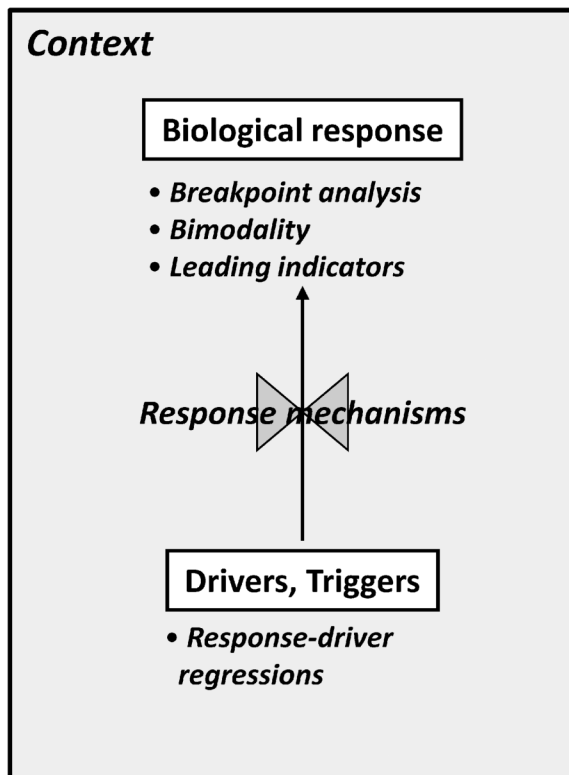 Context
Biological response
• Breakpoint analysis
• Bimodality
• Leading indicators
Response mechanisms
Drivers, Triggers
• Response-driver
regressions